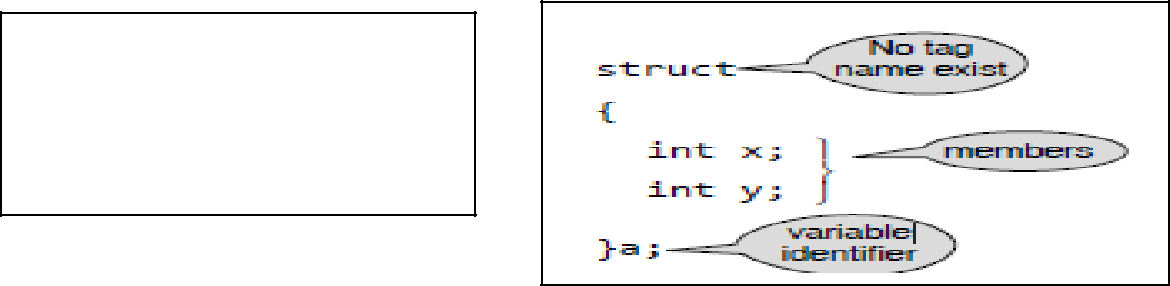 No tag
struct name exist
{
int x;
members
int y;
variable
}a; identifier